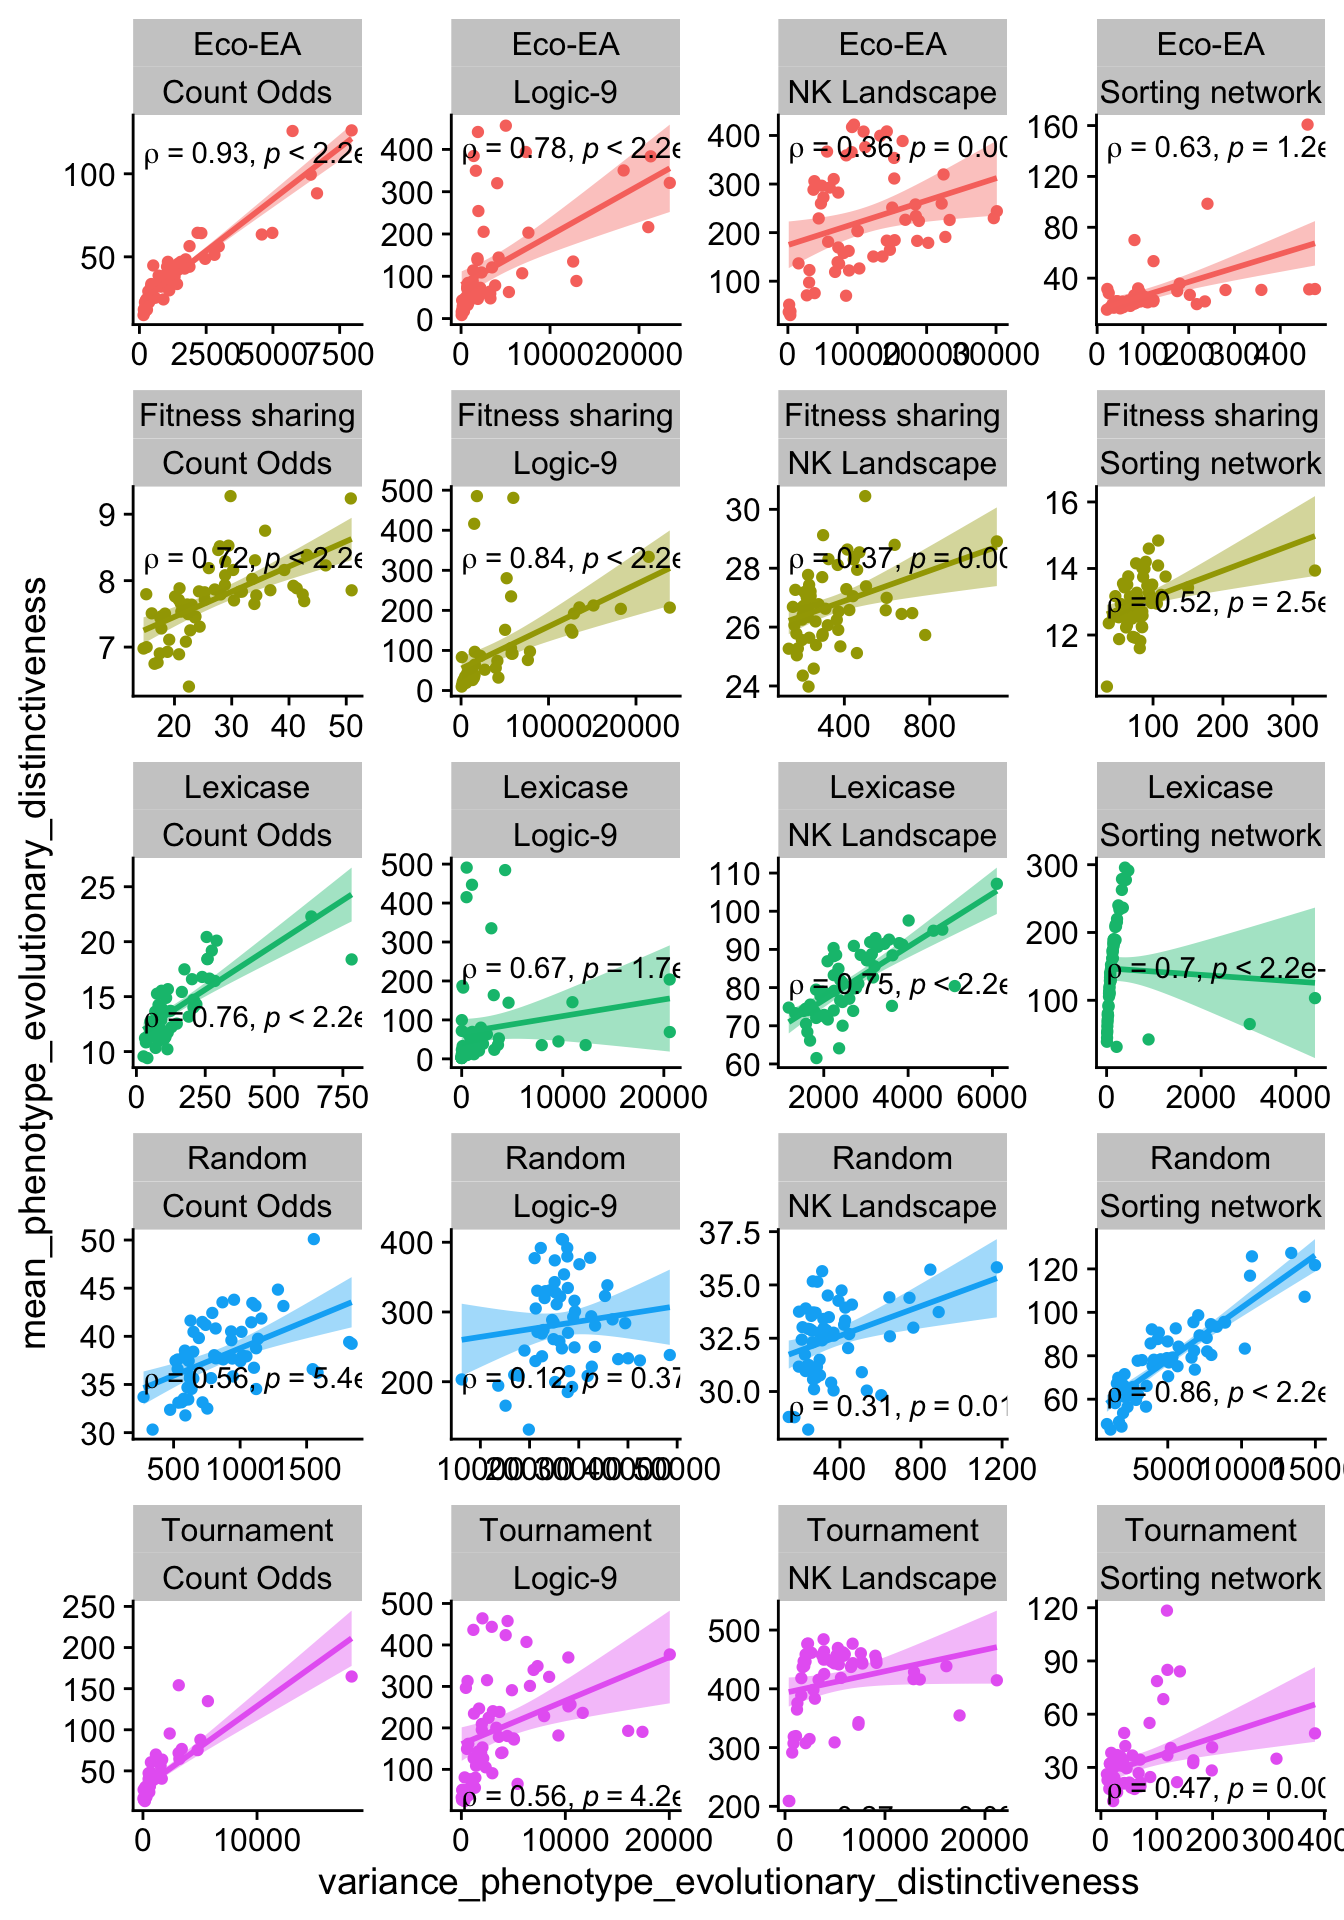 mean_phenotype_evolutionary_distinctiveness
Eco-EA Eco-EA Eco-EA Eco-EA
Count Odds Logic-9 NK Landscape Sorting network
ρ = 0.93, p < 2.2e
100
50
0 2500 5000 7500
ρ = 0.78, p < 2.2e
400
300
200
100
0
0 10000 20000
ρ = 0.36, p = 0.00
400
300
200
100
0 10000 20000 30000
ρ = 0.63, p = 1.2e
160
120
80
40
0 100 200 300 400
Fitness sharing Fitness sharing Fitness sharing Fitness sharing
Count Odds Logic-9 NK Landscape Sorting network
9
ρ = 0.72, p < 2.2e
8
7
20 30 40 50
500
400
ρ = 0.84, p < 2.2e
300
200
100
0
0 10000 20000
30
ρ = 0.37, p = 0.00
28
26
24
400 800
16
14
ρ = 0.52, p = 2.5e
12
100 200 300
Lexicase Lexicase Lexicase Lexicase
Count Odds Logic-9 NK Landscape Sorting network
25
20
15
ρ = 0.76, p < 2.2e
10
0 250 500 750
500
400
300
ρ = 0.67, p = 1.7e
200
100
0
0 10000 20000
110
100
90
80
ρ = 0.75, p < 2.2e
70
60
2000 4000 6000
300
200
ρ = 0.7, p < 2.2e-
100
0 2000 4000
Random Random Random Random
Count Odds Logic-9 NK Landscape Sorting network
50
45
40
35
ρ = 0.56, p = 5.4e
30
500 1000 1500
400
300
200
ρ = 0.12, p = 0.37
10000 20000 30000 40000 50000
37.5
35.0
32.5
30.0
ρ = 0.31, p = 0.01
400 800 1200
120
100
80
60
ρ = 0.86, p < 2.2e
5000 10000 15000
Tournament Tournament Tournament Tournament
Count Odds Logic-9 NK Landscape Sorting network
250
200
150
100
50
0 10000
500
400
300
200
100
ρ = 0.56, p = 4.2e
0 10000 20000
500
400
300
200
0 10000 20000
120
90
60
30
ρ = 0.47, p = 0.00
0 100 200 300 400
variance_phenotype_evolutionary_distinctiveness